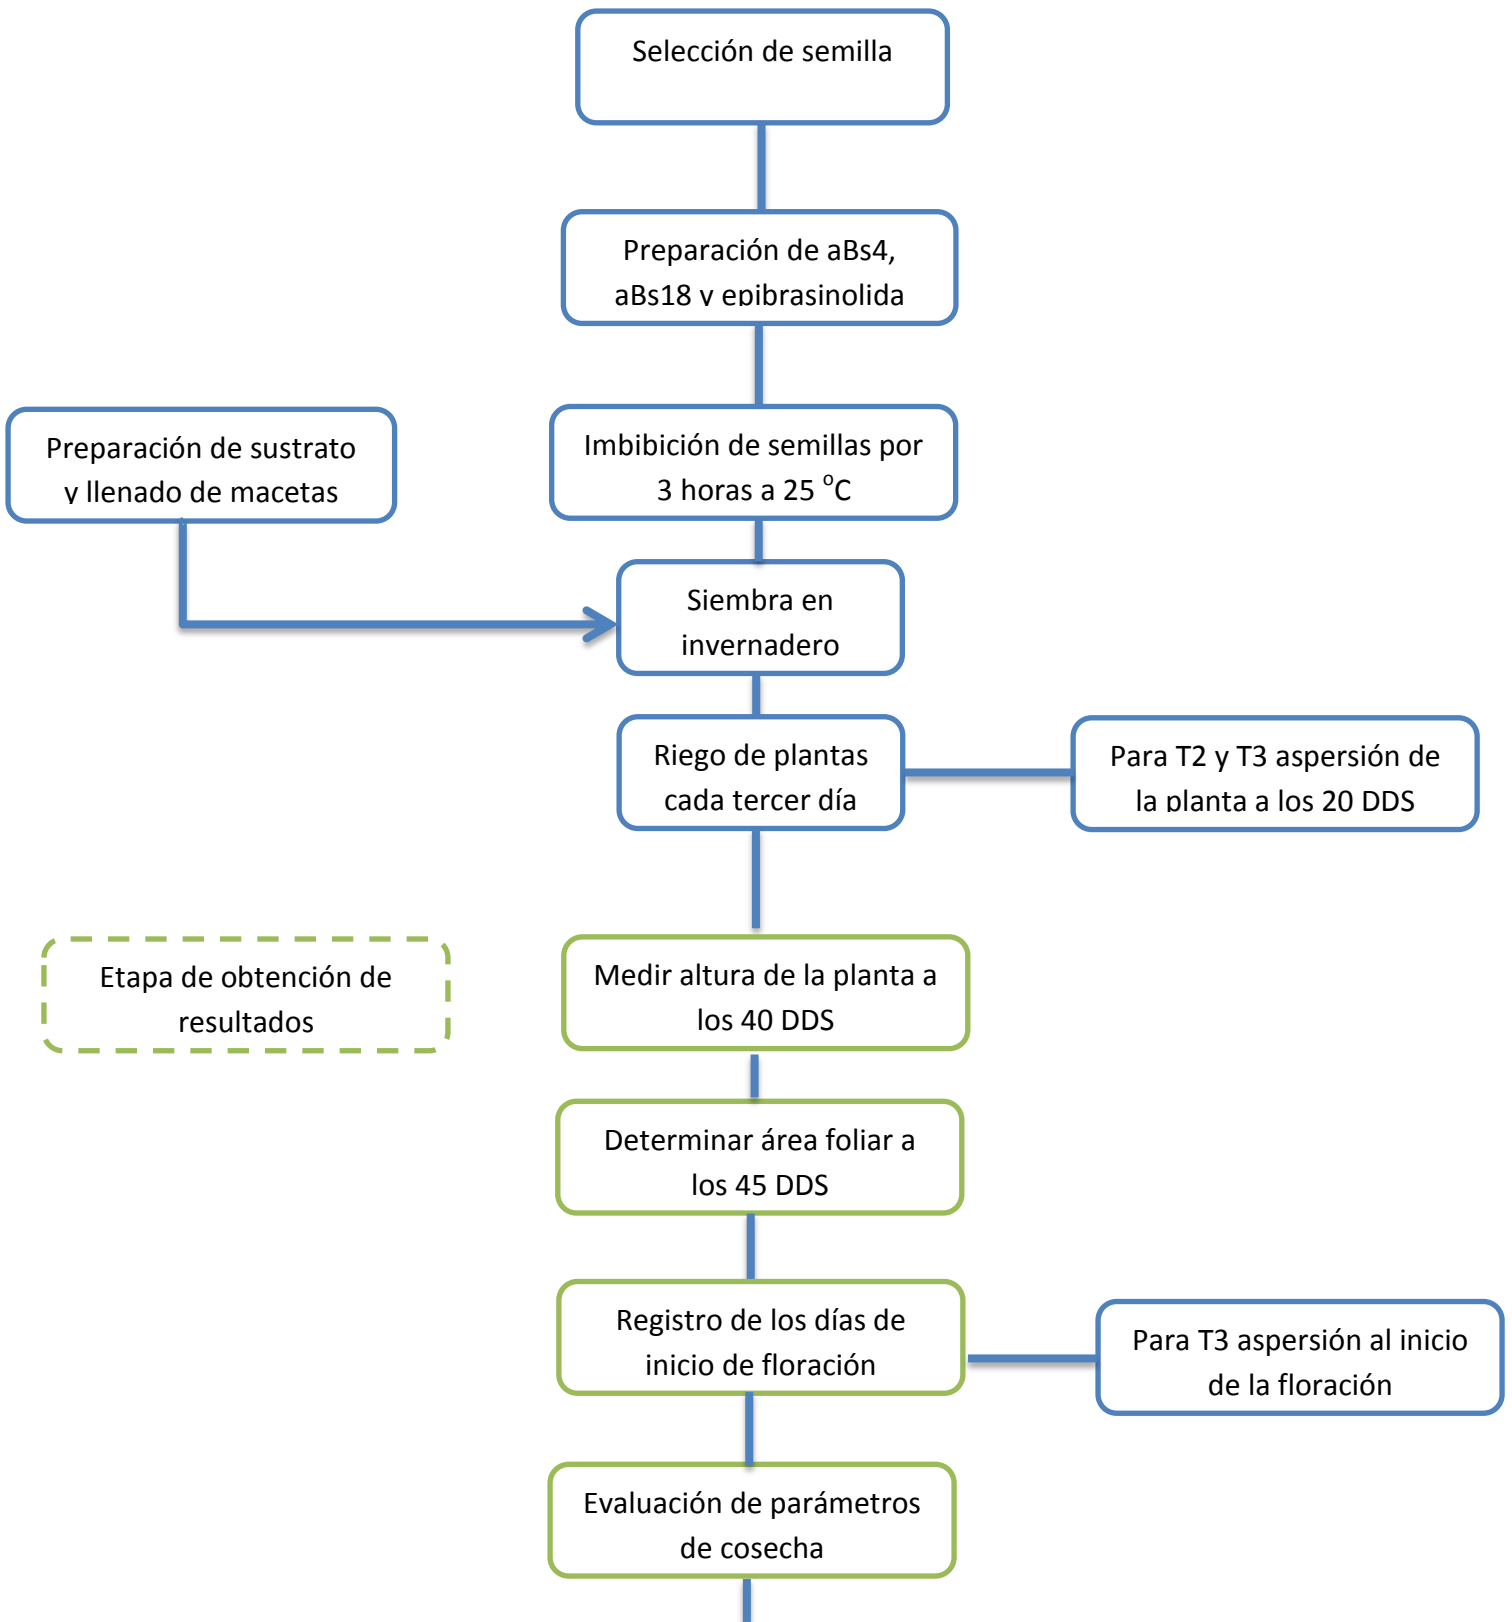 Selección de semilla
Preparación de aBs4,
aBs18 y epibrasinolida
Preparación de sustrato
y llenado de macetas
Imbibición de semillas por
3 horas a 25 °C
Siembra en
invernadero
Riego de plantas
cada tercer día
Para T2 y T3 aspersión de
la planta a los 20 DDS
Etapa de obtención de
resultados
Medir altura de la planta a
los 40 DDS
Determinar área foliar a
los 45 DDS
Registro de los días de
inicio de floración
Para T3 aspersión al inicio
de la floración
Evaluación de parámetros
de cosecha